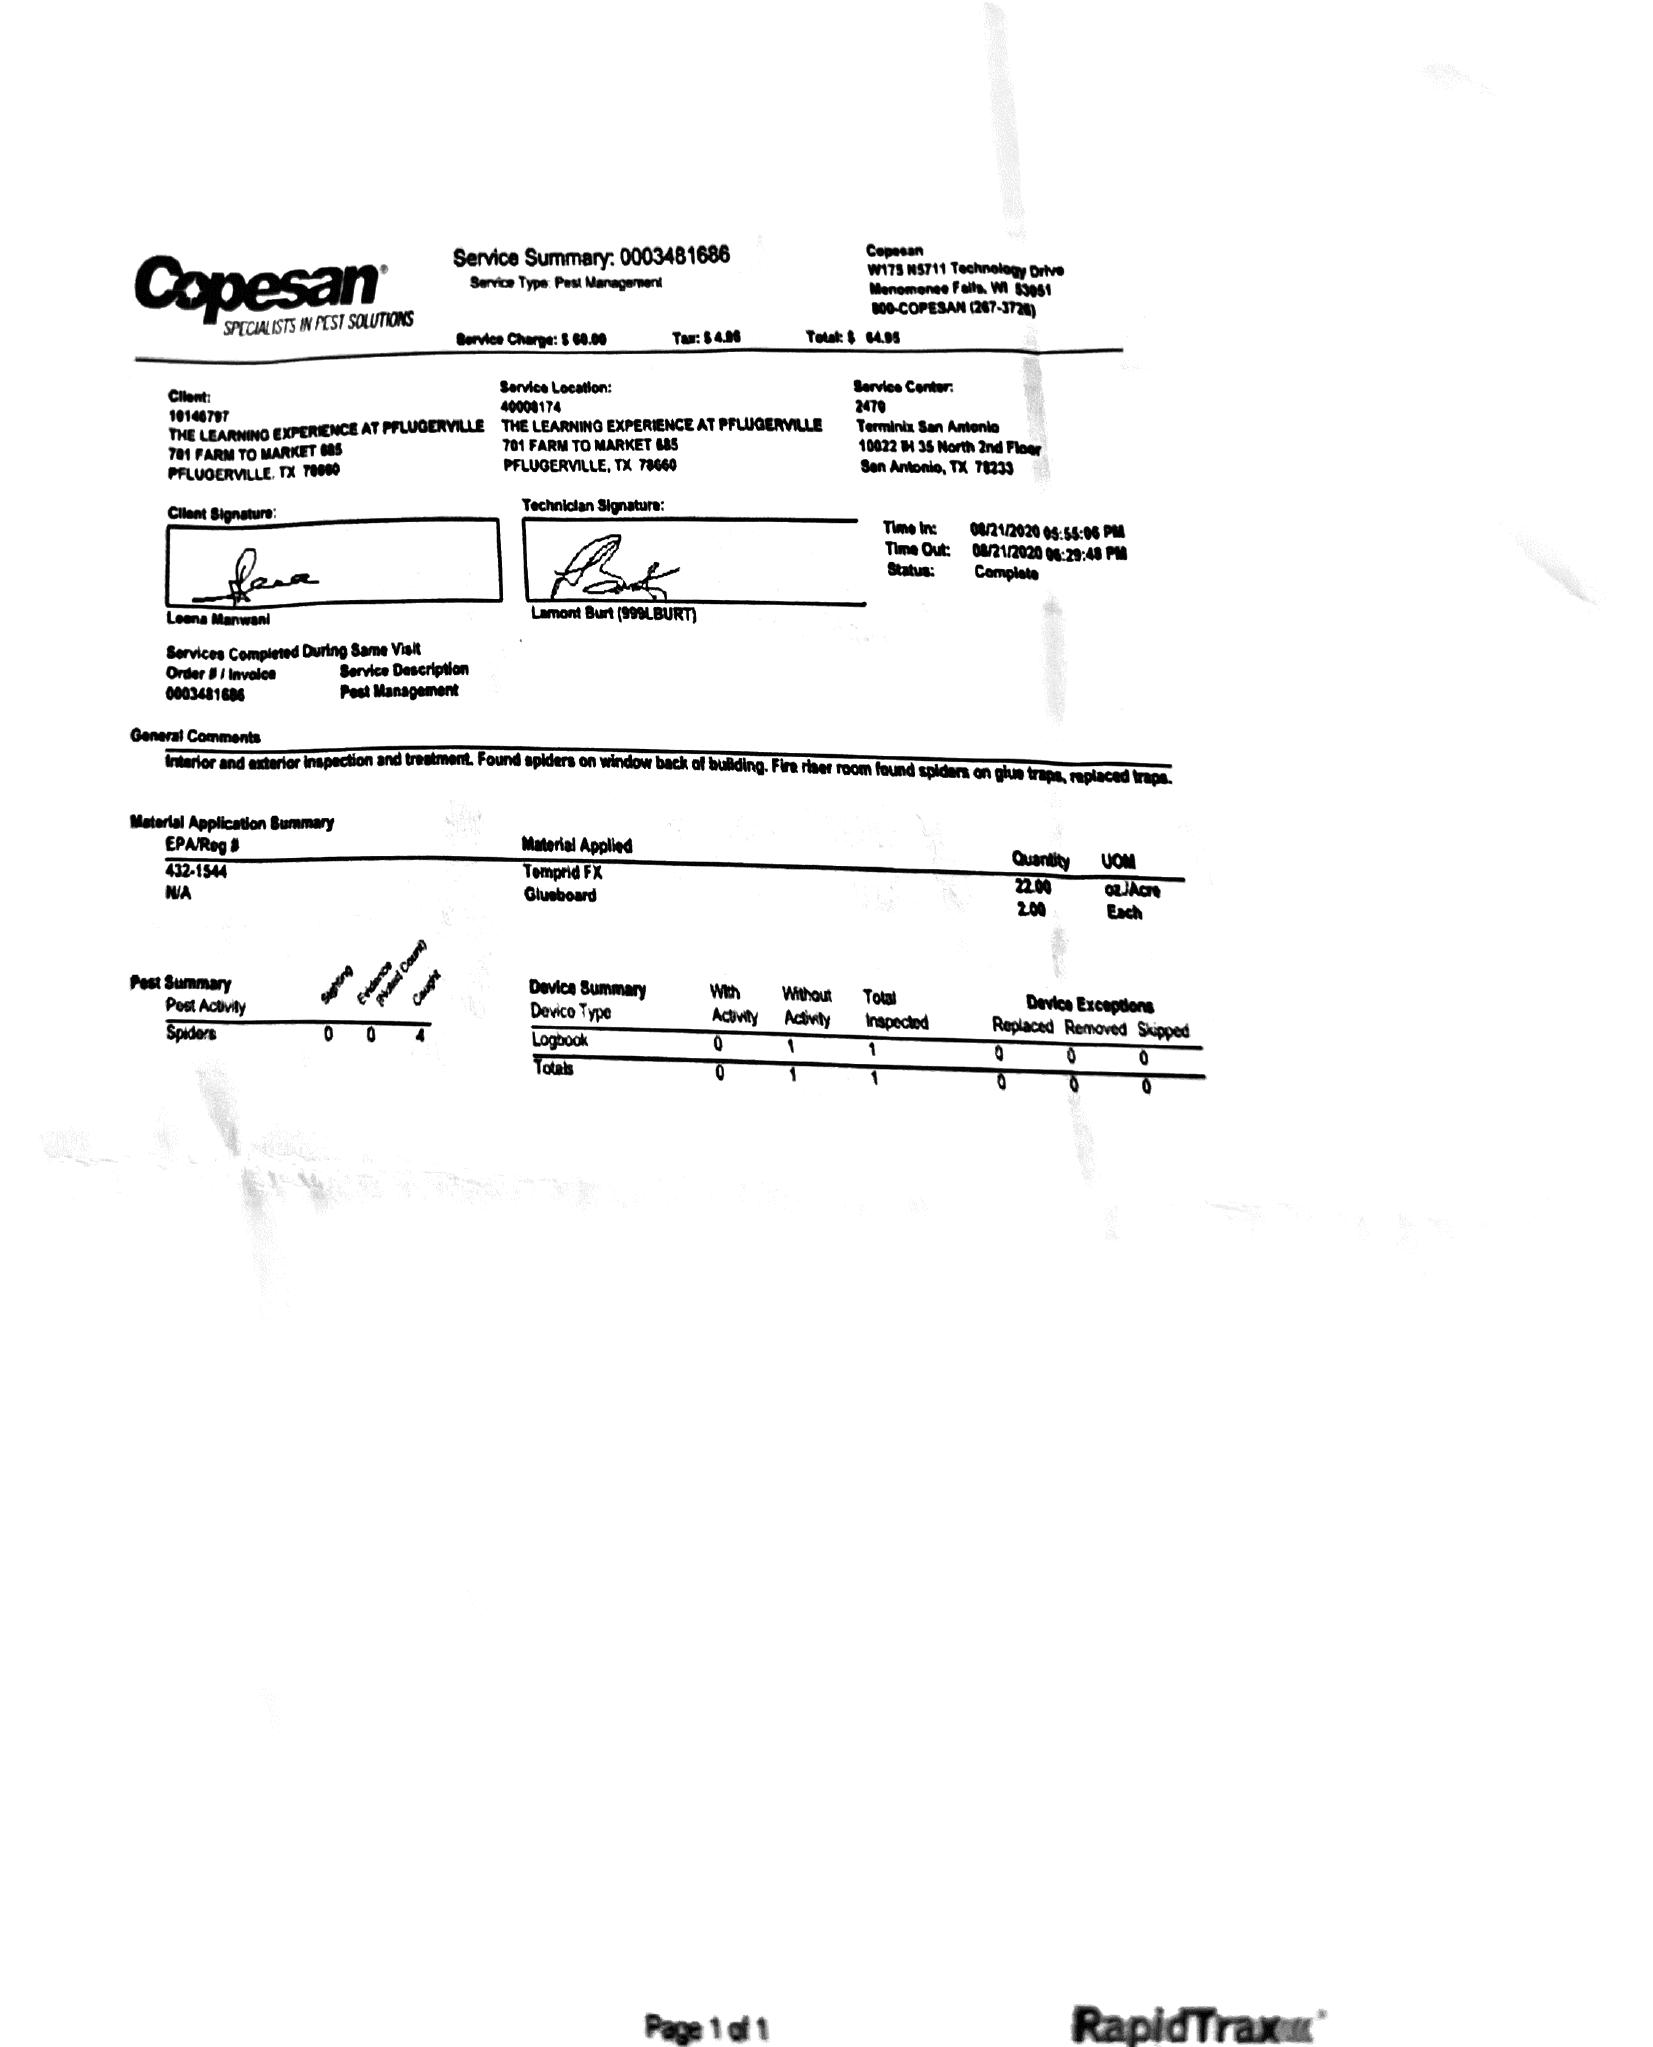 Copesan®
SPECIALISTS IN PEST SOLUTIONS
Service Summary: 0003481686
Service Type: Pest Management
Copesan
W175 N5711 Technology Drive
Menomonee Falls, WI 53051
800-COPESAN (267-3726)
Service Charge: $ 60.00 Tax: $ 4.95 Total: $ 64.95
Client:
10146797
THE LEARNING EXPERIENCE AT PFLUGERVILLE
701 FARM TO MARKET 685
PFLUGERVILLE, TX 78660
Service Location:
40008174
THE LEARNING EXPERIENCE AT PFLUGERVILLE
701 FARM TO MARKET 685
PFLUGERVILLE, TX 78660
Service Center:
2470
Terminix San Antonio
10022 IH 35 North 2nd Floor
San Antonio, TX 78233
Client Signature:
Leena Manwani
Technician Signature:
Lamont Burt (999LBURT)
Time In: 08/21/2020 05:55:06 PM
Time Out: 08/21/2020 06:29:48 PM
Status: Complete
Services Completed During Same Visit
Order # / Invoice Service Description
0003481686 Pest Management
General Comments
Interior and exterior inspection and treatment. Found spiders on window back of building. Fire riser room found spiders on glue traps, replaced traps.
Material Application Summary
EPA/Reg # Material Applied Quantity UOM
432-1544 Temprid FX 22.00 oz./Acre
N/A Glueboard 2.00 Each
Pest Summary
Pest Activity Sighting Evidence (Noted Count) Caught
Spiders 0 0 4
Device Summary With Without Total Device Exceptions
Device Type Activity Activity Inspected Replaced Removed Skipped
Logbook 0 1 1 0 0 0
Totals 0 1 1 0 0 0
Page 1 of 1
RapidTrax